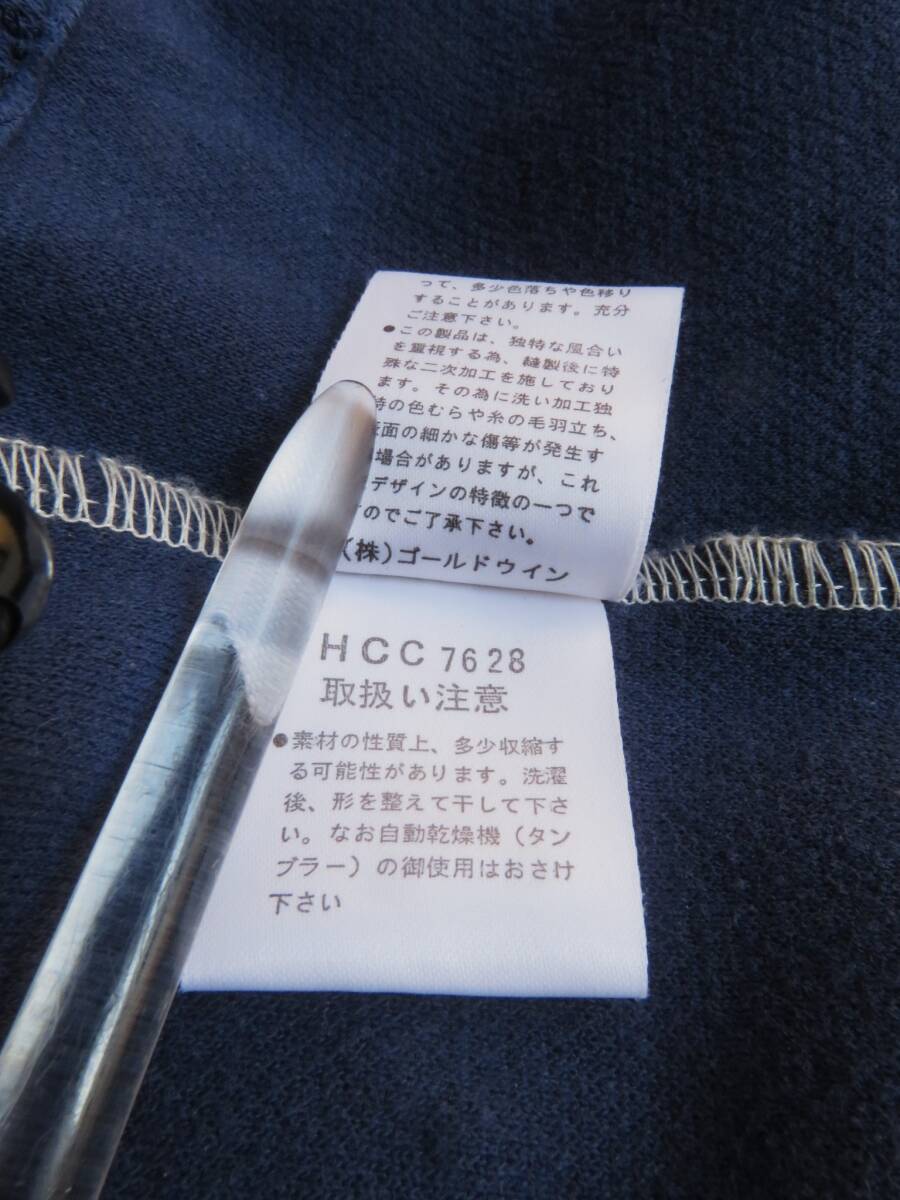 って、多少色落ちや色移り
することがあります。充分
ご注意下さい。
●この製品は、独特な風合い
を重視する為、縫製後に特
殊な二次加工を施しており
ます。その為に洗い加工独
特の色むらや糸の毛羽立ち、
表面の細かな傷等が発生す
場合がありますが、これ
デザインの特徴の一つで
すのでご了承下さい。
(株)ゴールドウイン
HCC7628
取扱い注意
●素材の性質上、多少収縮す
る可能性があります。洗濯
後、形を整えて干して下さ
い。なお自動乾燥機（タン
ブラー）の御使用はおさけ
下さい